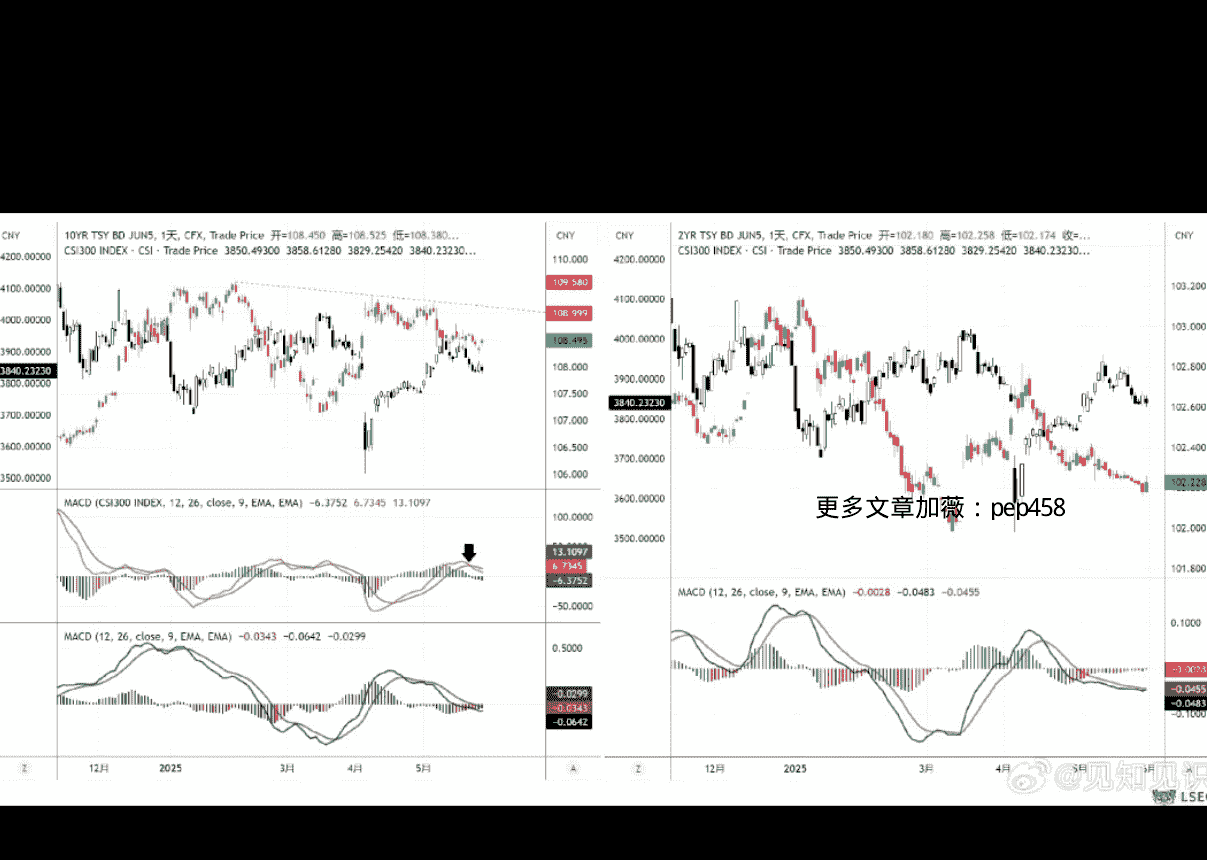 CNY
10YR TSY BD JUN5, 1天, CFX, Trade Price 开=108.450 高=108.525 低=108.380...
CSI300 INDEX · CSI · Trade Price 3850.49300 3858.61280 3829.25420 3840.23230...
4200.00000
4100.00000
4000.00000
3900.00000
3840.23230
3800.00000
3700.00000
3600.00000
3500.00000
CNY
110.000
109.580
108.999
108.495
108.000
107.500
107.000
106.500
106.000
MACD (CSI300 INDEX, 12, 26, close, 9, EMA, EMA) −6.3752 6.7345 13.1097
100.0000
13.1097
6.7345
−6.3752
−50.0000
MACD (12, 26, close, 9, EMA, EMA) −0.0343 −0.0642 −0.0299
0.5000
−0.0299
−0.0343
−0.0642
Z
12月
2025
3月
4月
5月
A
CNY
2YR TSY BD JUN5, 1天, CFX, Trade Price 开=102.180 高=102.258 低=102.174 收=...
CSI300 INDEX · CSI · Trade Price 3850.49300 3858.61280 3829.25420 3840.23230...
4200.00000
4100.00000
4000.00000
3900.00000
3840.23230
3800.00000
3700.00000
3600.00000
3500.00000
CNY
103.200
103.000
102.800
102.600
102.400
102.228
102.000
101.800
更多文章加薇：pep458
MACD (12, 26, close, 9, EMA, EMA) −0.0028 −0.0483 −0.0455
0.1000
−0.0028
−0.0455
−0.0483
−0.1000
Z
12月
2025
3月
4月
5月
@见知见识
LSEG